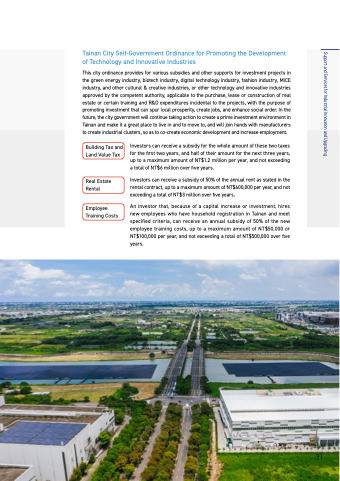 Tainan City Self-Government Ordinance for Promoting the Development
of Technology and Innovative Industries
This city ordinance provides for various subsidies and other supports for investment projects in
the green energy industry, biotech industry, digital technology industry, fashion industry, MICE
industry, and other cultural & creative industries, or other technology and innovative industries
approved by the competent authority, applicable to the purchase, lease or construction of real
estate or certain training and R&D expenditures incidental to the projects, with the purpose of
promoting investment that can spur local prosperity, create jobs, and enhance social order. In the
future, the city government will continue taking action to create a prime investment environment in
Tainan and make it a great place to live in and to move to, and will join hands with manufacturers
to create industrial clusters, so as to co-create economic development and increase employment.
Building Tax and
Land Value Tax
Investors can receive a subsidy for the whole amount of these two taxes
for the first two years, and half of their amount for the next three years,
up to a maximum amount of NT$1.2 million per year, and not exceeding
a total of NT$6 million over five years.
Real Estate
Rental
Investors can receive a subsidy of 50% of the annual rent as stated in the
rental contract, up to a maximum amount of NT$600,000 per year, and not
exceeding a total of NT$3 million over five years.
Employee
Training Costs
An investor that, because of a capital increase or investment, hires
new employees who have household registration in Tainan and meet
specified criteria, can receive an annual subsidy of 50% of the new
employee training costs, up to a maximum amount of NT$50,000 or
NT$100,000 per year, and not exceeding a total of NT$500,000 over five
years.
Support and Services for Industrial Innovation and Upgrading